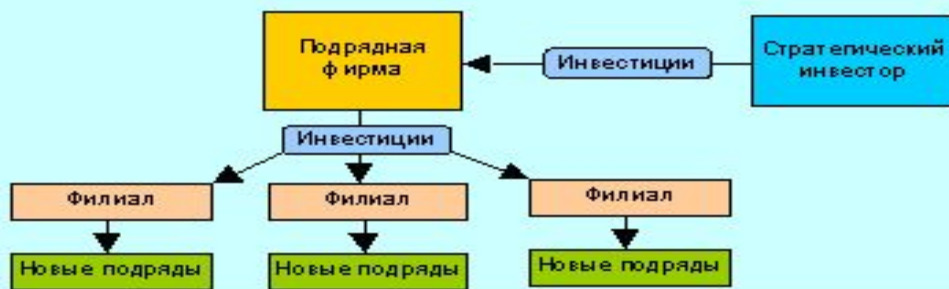 Подрядная
фирма
Инвестиции
Стратегический
инвестор
Инвестиции
Филиал
Филиал
Филиал
Новые подряды
Новые подряды
Новые подряды